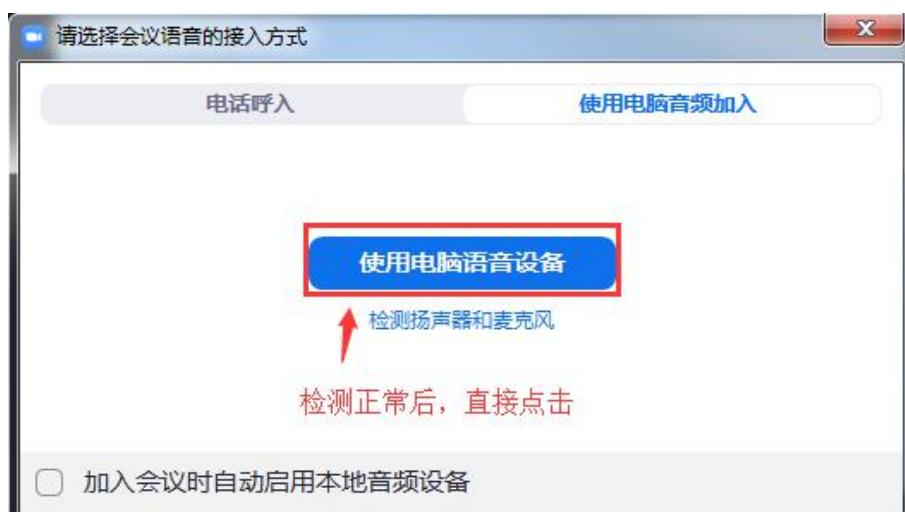 请选择会议语音的接入方式
电话呼入
使用电脑音频加入
使用电脑语音设备
检测扬声器和麦克风
检测正常后，直接点击
加入会议时自动启用本地音频设备